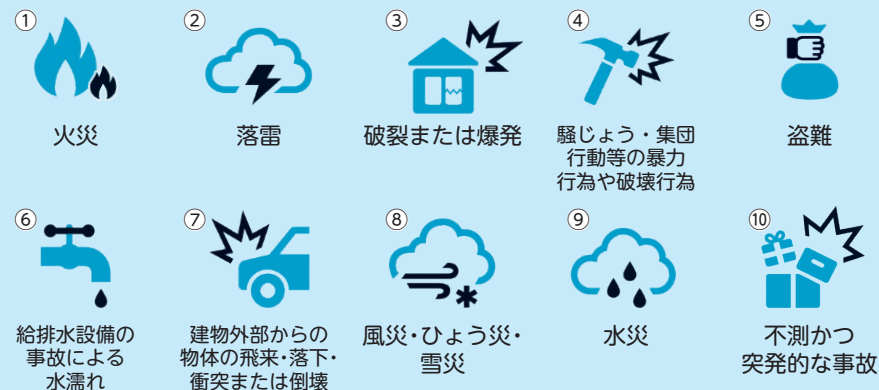 ①
火災
②
落雷
③
破裂または爆発
④
騒じょう・集団
行動等の暴力
行為や破壊行為
⑤
盗難
⑥
給排水設備の
事故による
水濡れ
⑦
建物外部からの
物体の飛来･落下･
衝突または倒壊
⑧
風災･ひょう災･
雪災
⑨
水災
⑩
不測かつ
突発的な事故